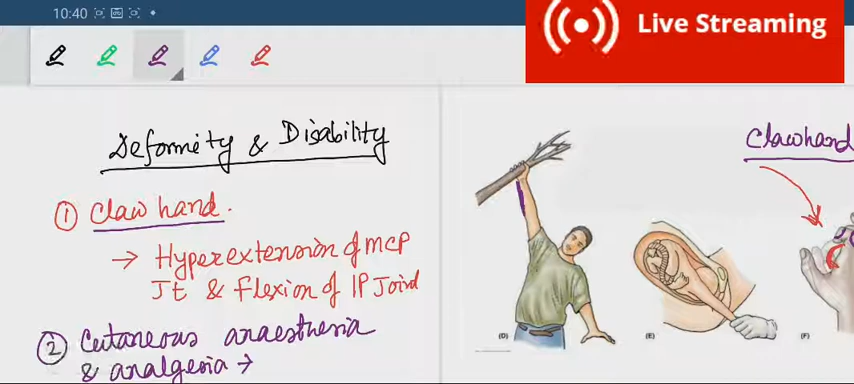 10:40
Live Streaming
Deformity & Disability
① Claw hand.
→ Hyperextension of MCP
Jt & flexion of IP Joint
② Cutaneous anaesthesia
& analgesia →
Clawhand
(D)
(E)
(F)